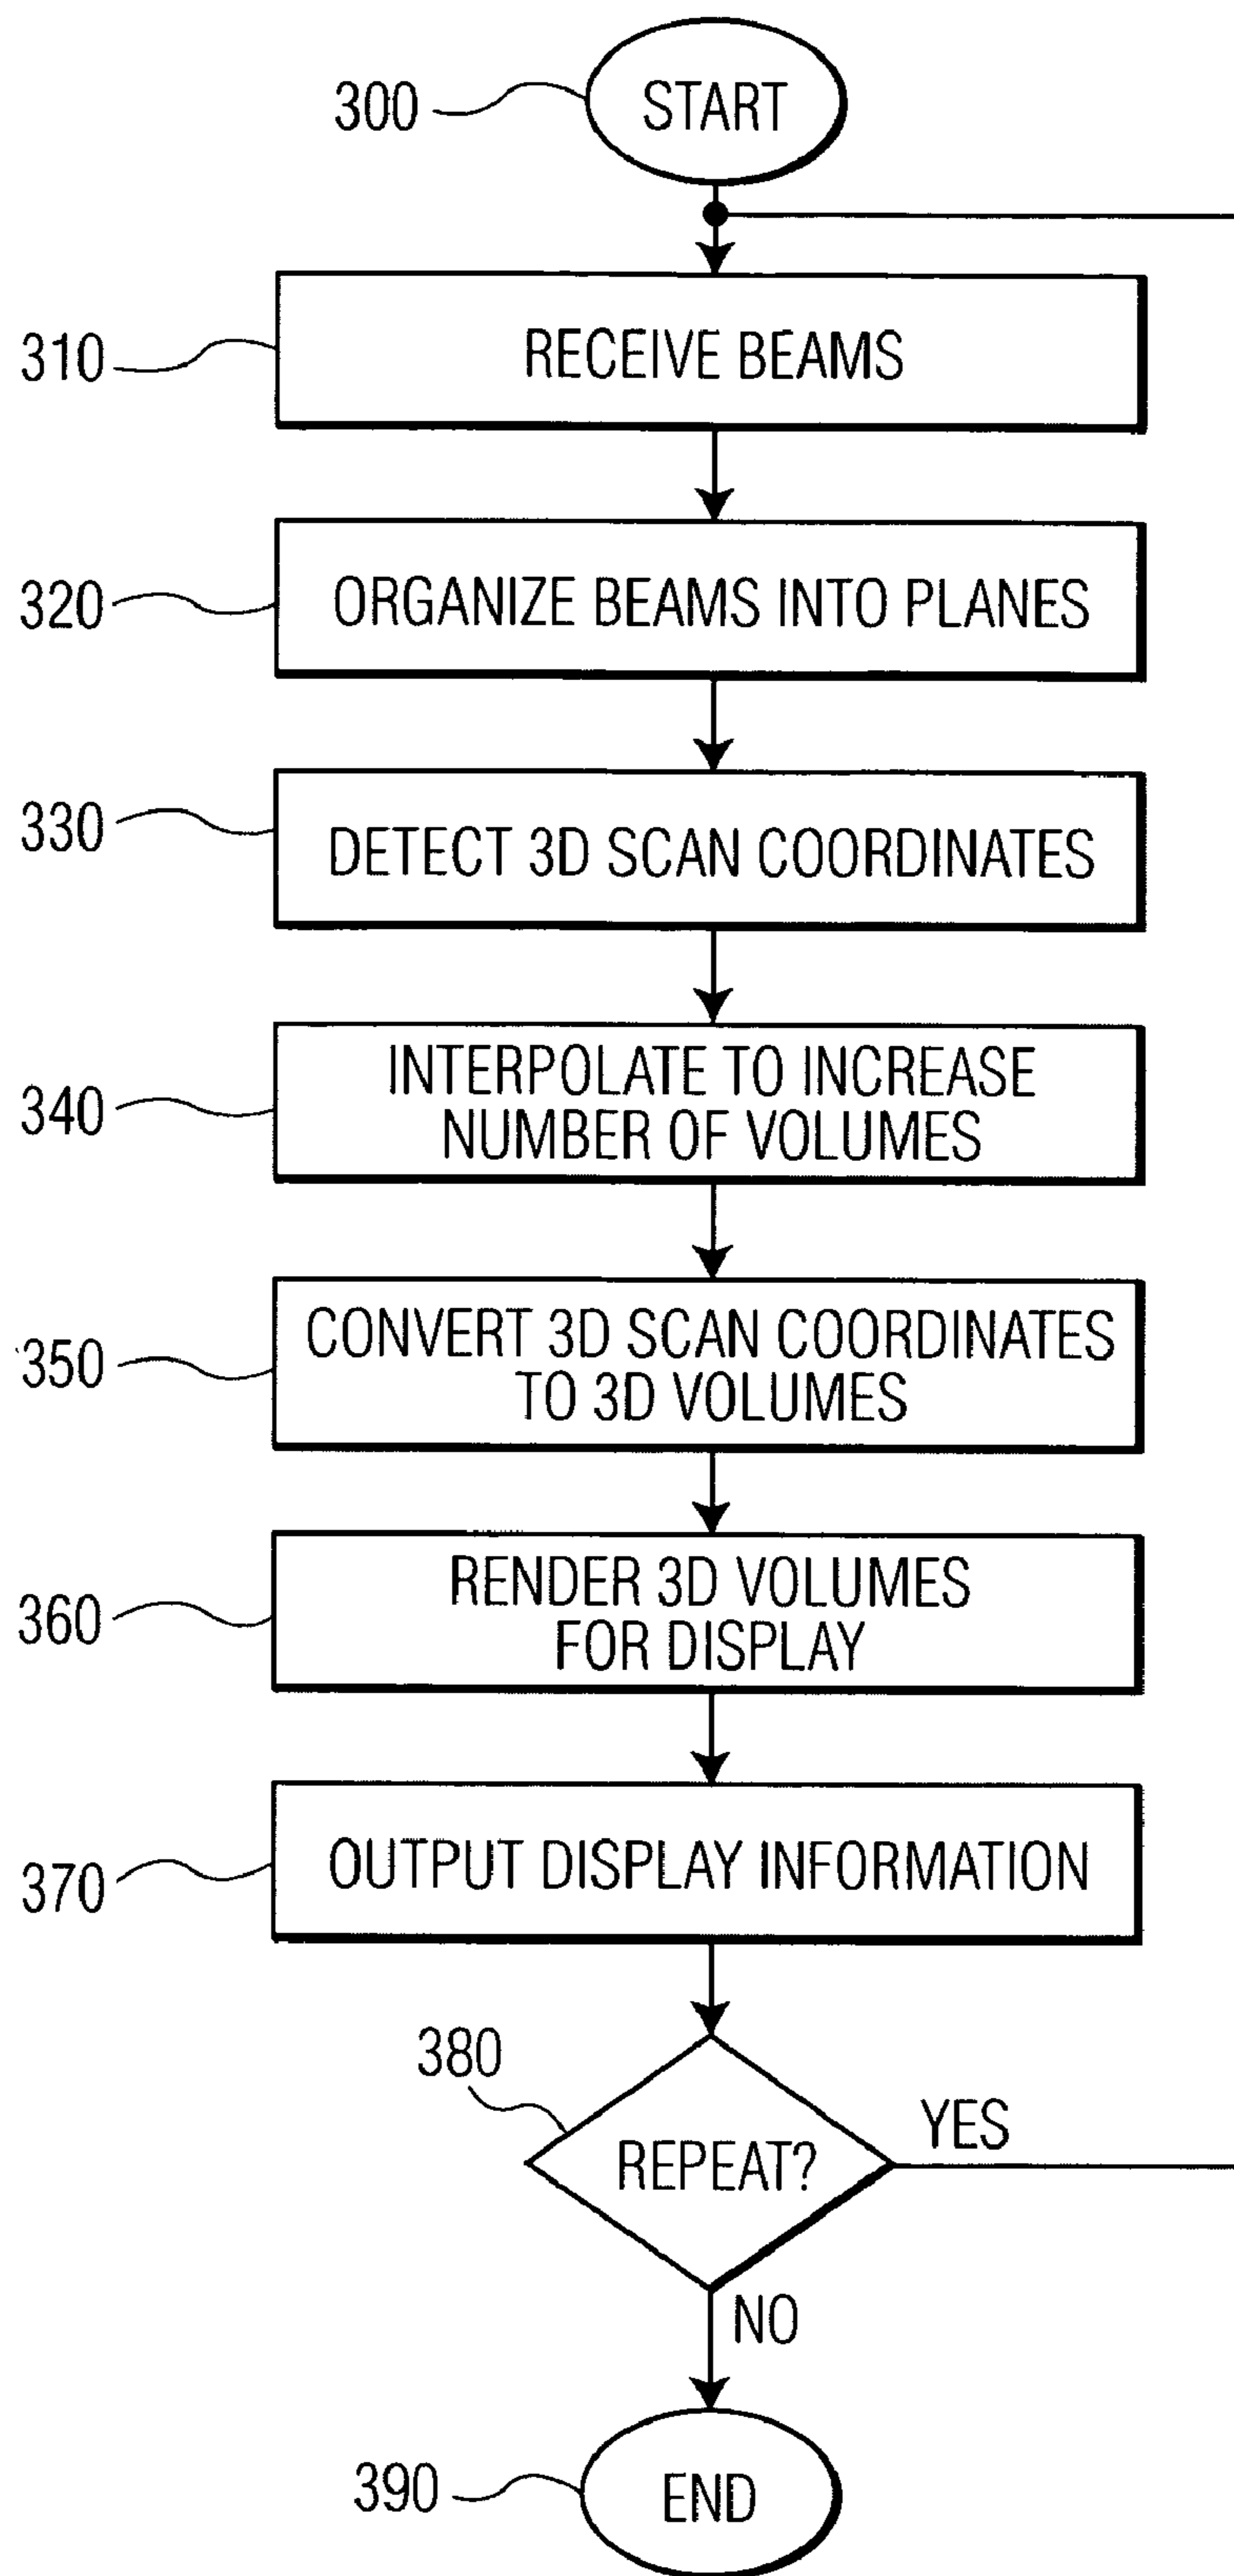 300
START
310
RECEIVE BEAMS
320
ORGANIZE BEAMS INTO PLANES
330
DETECT 3D SCAN COORDINATES
340
INTERPOLATE TO INCREASE
NUMBER OF VOLUMES
350
CONVERT 3D SCAN COORDINATES
TO 3D VOLUMES
360
RENDER 3D VOLUMES
FOR DISPLAY
370
OUTPUT DISPLAY INFORMATION
380
REPEAT?
YES
NO
390
END